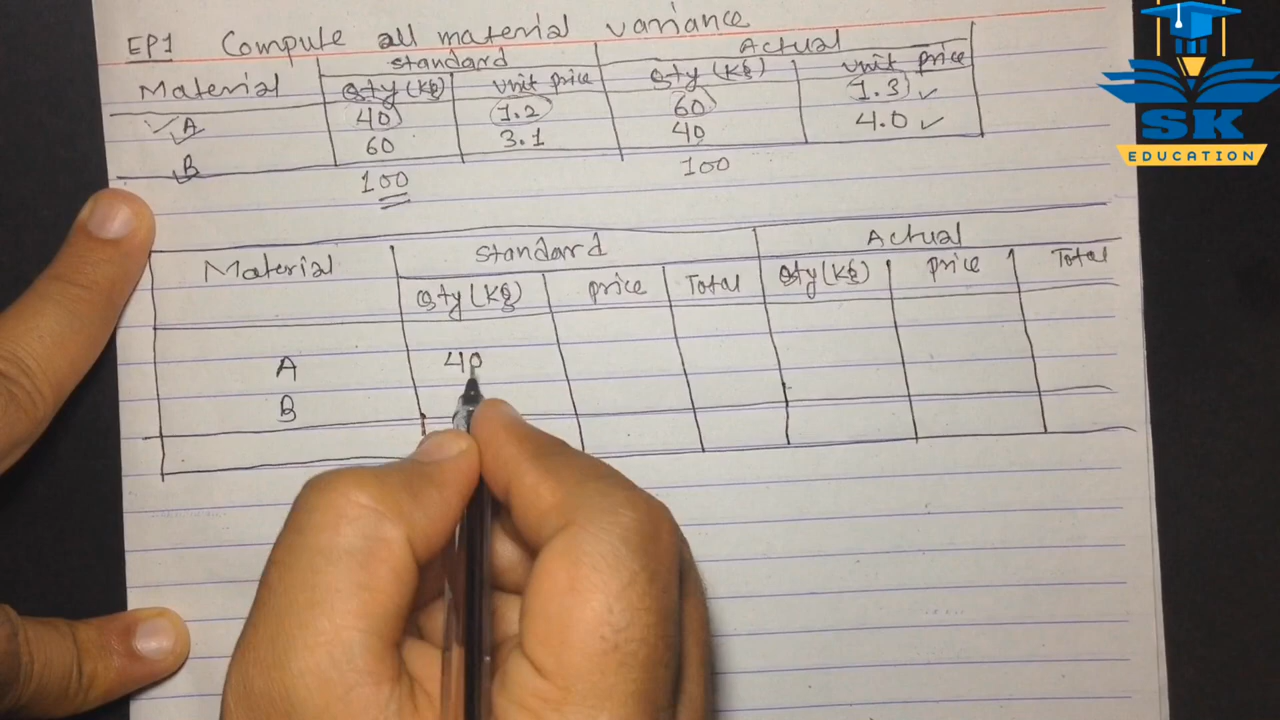 EP1 Compute all material variance
Standard Actual
Material Qty (Kg) Unit price Qty (Kg) Unit price
A 40 1.2 60 1.3
B 60 3.1 40 4.0
100 100
Standard Actual
Material Qty (Kg) price Total Qty (Kg) price Total
A 40
B
SK
EDUCATION